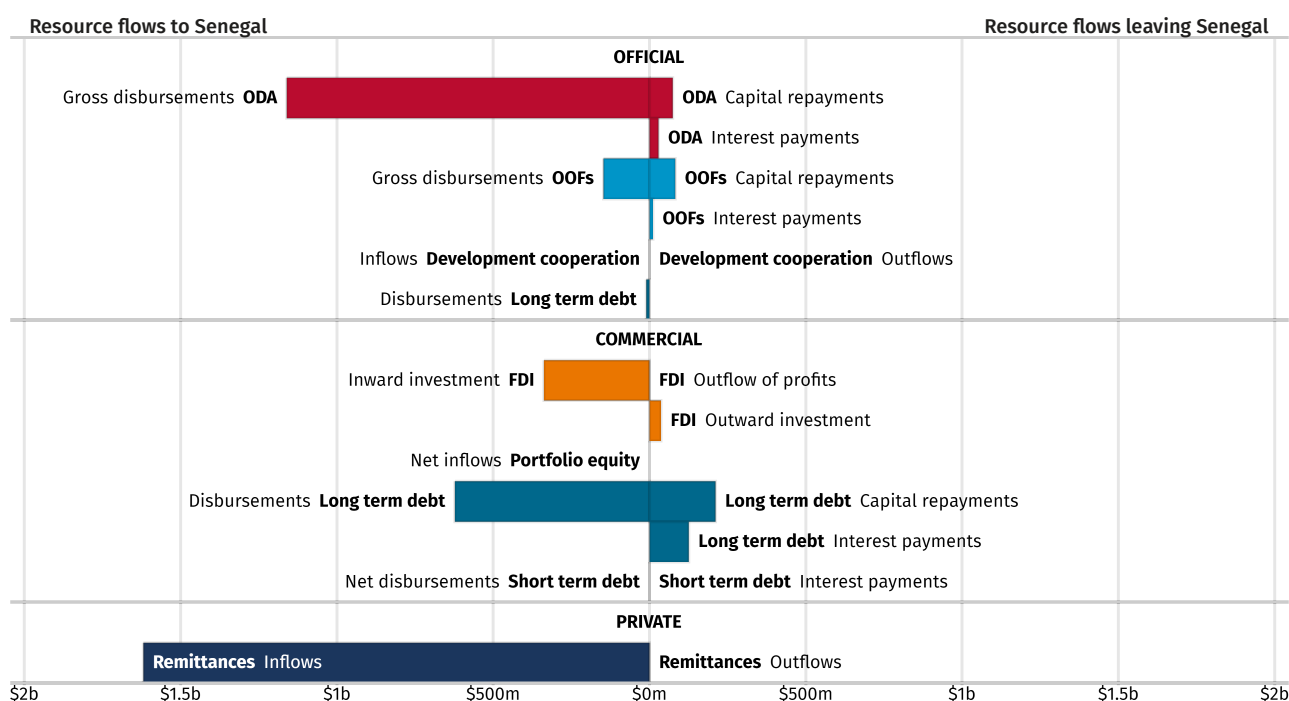 Resource flows to Senegal Resource flows leaving Senegal
OFFICIAL
Gross disbursements ODA ODA Capital repayments
ODA Interest payments
Gross disbursements OOFs OOFs Capital repayments
OOFs Interest payments
Inflows Development cooperation Development cooperation Outflows
Disbursements Long term debt
COMMERCIAL
Inward investment FDI FDI Outflow of profits
FDI Outward investment
Net inflows Portfolio equity
Disbursements Long term debt Long term debt Capital repayments
Long term debt Interest payments
Net disbursements Short term debt Short term debt Interest payments
PRIVATE
Remittances Inflows Remittances Outflows
$2b $1.5b $1b $500m $0m $500m $1b $1.5b $2b